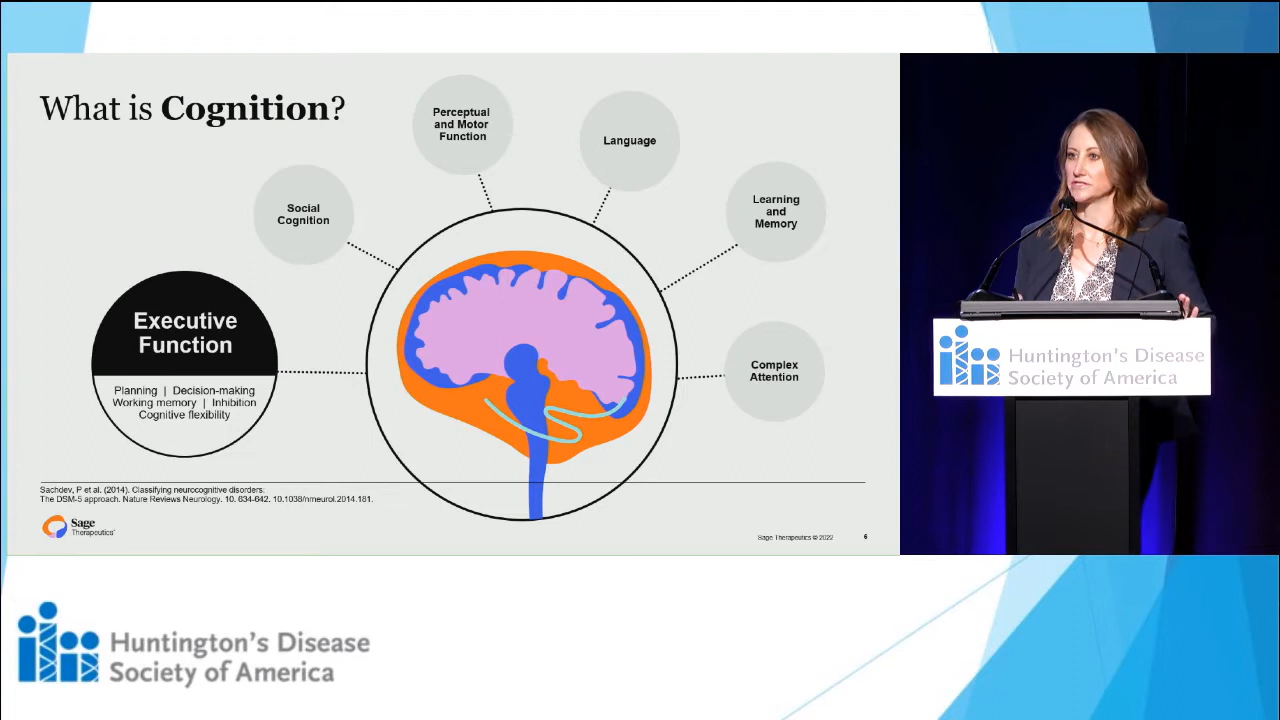 What is Cognition?
Perceptual
and Motor
Function
Language
Social
Cognition
Learning
and
Memory
Executive
Function
Planning | Decision-making
Working memory | Inhibition
Cognitive flexibility
Complex
Attention
Sachdev, P et al. (2014). Classifying neurocognitive disorders:
The DSM-5 approach. Nature Reviews Neurology. 10. 634-642. 10.1038/nrneurol.2014.181.
Sage
Therapeutics™
Sage Therapeutics © 2022
6
Huntington's Disease
Society of America
Huntington's Disease
Society of America